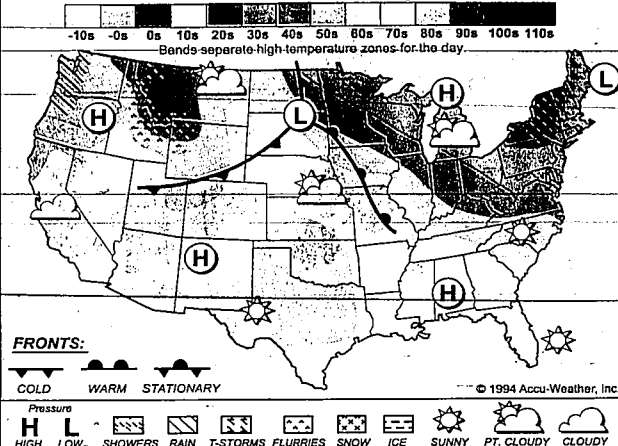 -10s -0s 0s 10s 20s 30s 40s 50s 60s 70s 80s 90s 100s 110s
Bends separate high temperature zones for the day.
H
L
H
L
H
H
FRONTS:
COLD WARM STATIONARY
© 1994 Accu-Weather, Inc.
Pressure
H L
HIGH LOW SHOWERS RAIN T-STORMS FLURRIES SNOW ICE SUNNY PT. CLOUDY CLOUDY